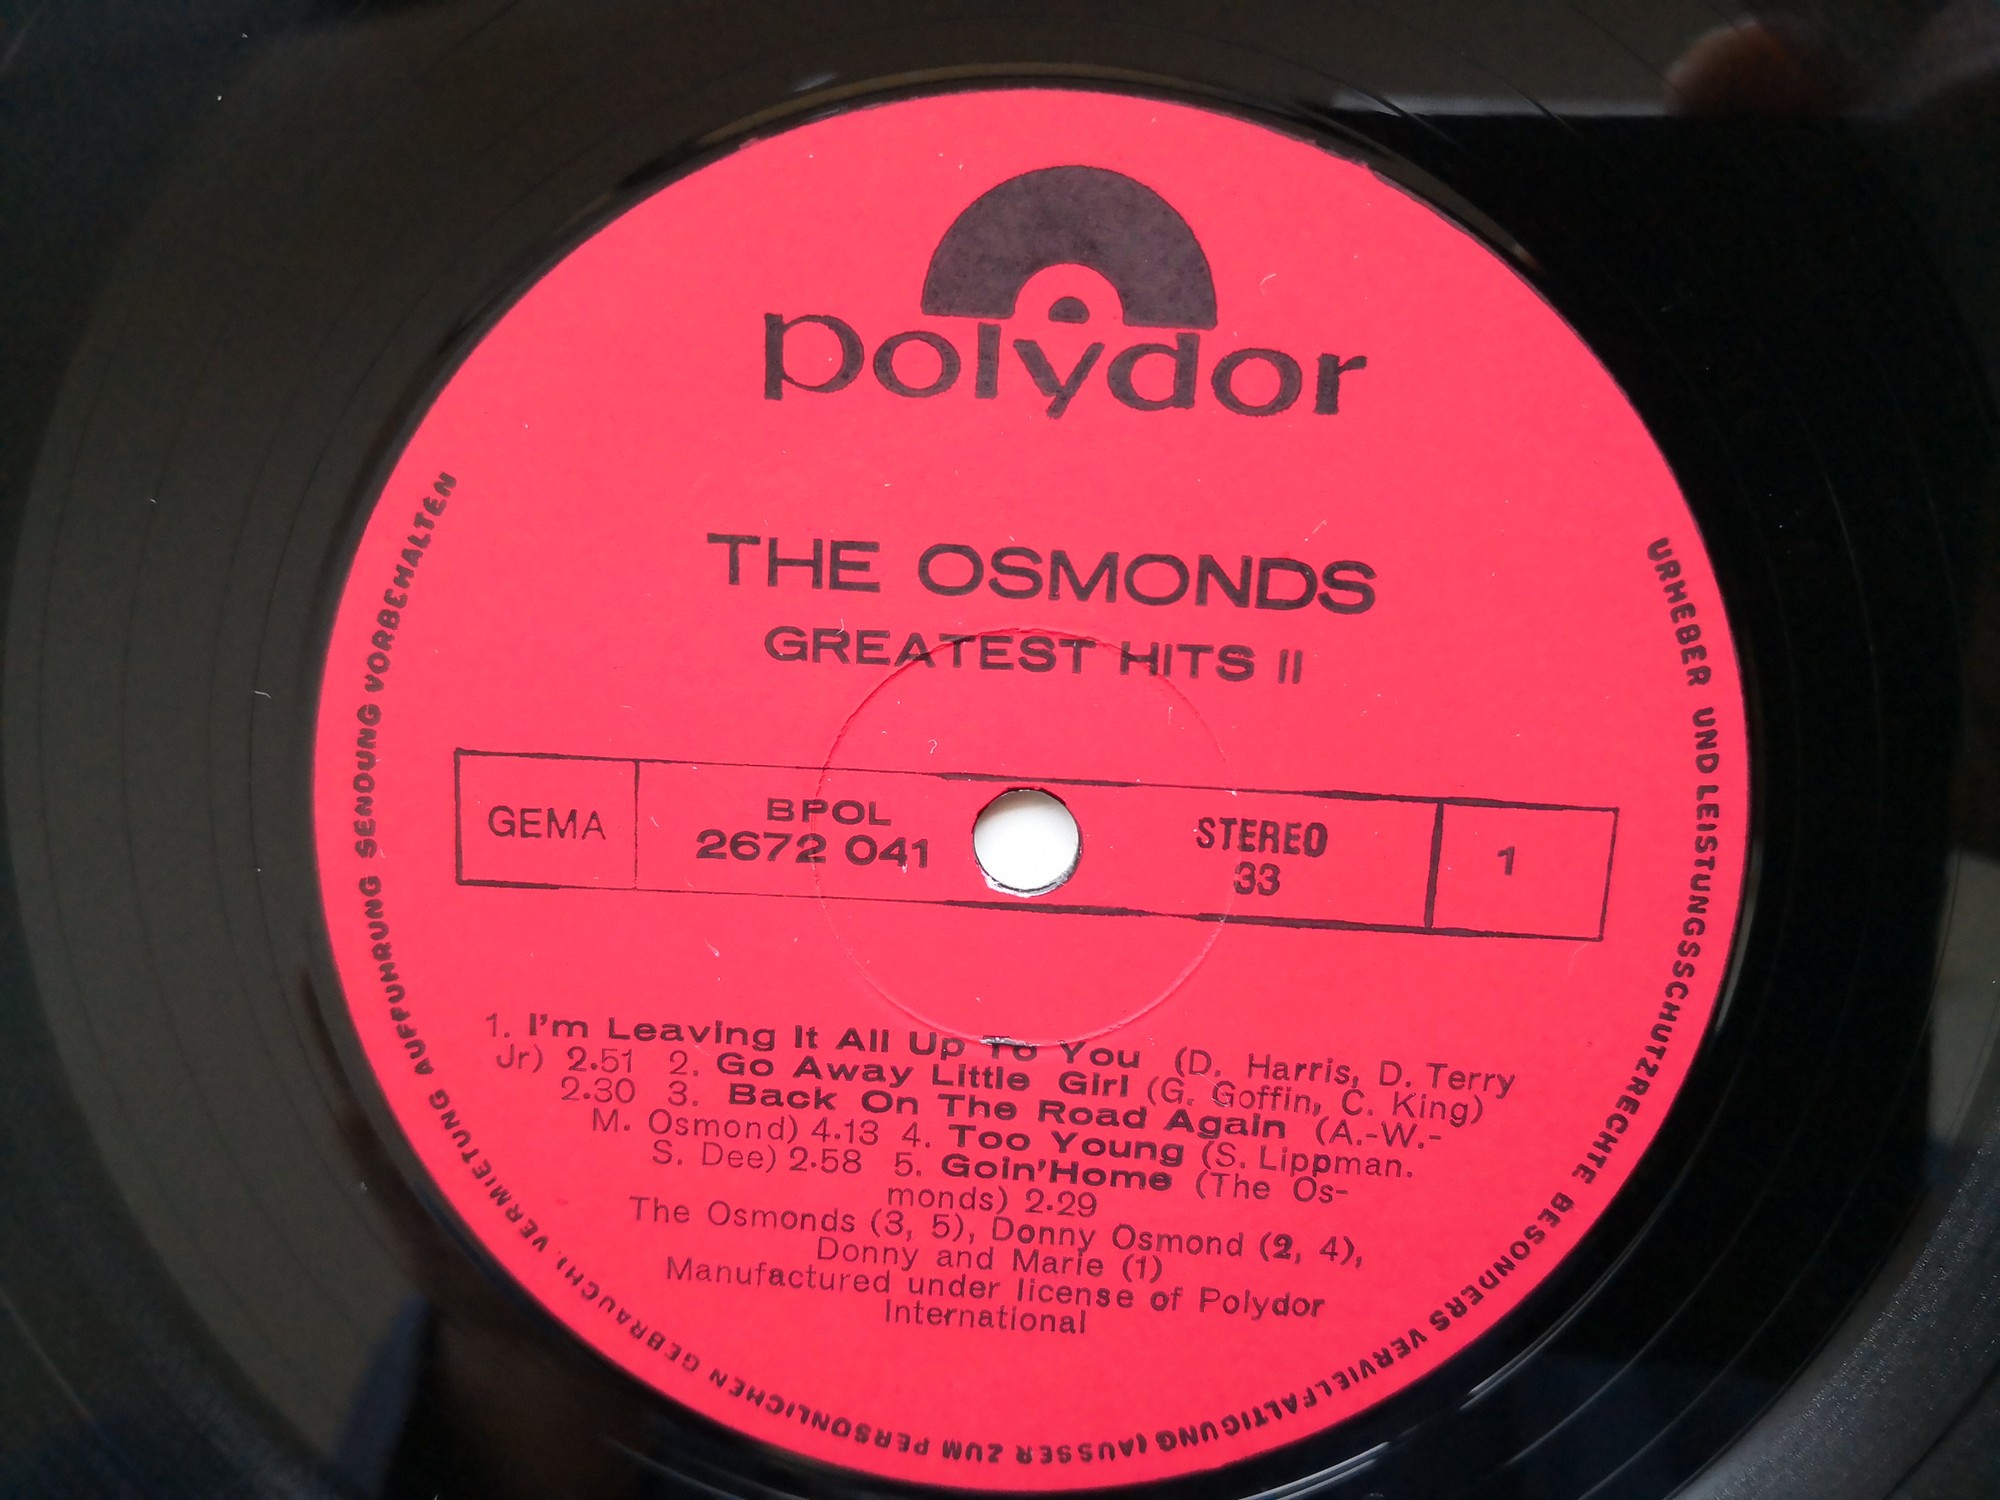 polydor
THE OSMONDS
GREATEST HITS II
GEMA
BPOL
2672 041
STEREO
33
1
1. I'm Leaving It All Up To You (D. Harris, D. Terry
Jr) 2.51 2. Go Away Little Girl (G. Goffin, C. King)
2.30 3. Back On The Road Again (A.-W.-
M. Osmond) 4.13 4. Too Young (S. Lippman.
S. Dee) 2.58 5. Goin'Home (The Os-
monds) 2.29
The Osmonds (3, 5), Donny Osmond (2, 4),
Donny and Marie (1)
Manufactured under license of Polydor
International
URHEBER UND LEISTUNGSSCHUTZRECHTE BESONDERS VERVIELFALTIGUNG (AUSSER ZUM PERSONLICHEN GEBRAUCH). VERMIETUNG AUFFUHRUNG SENDUNG VORBEHALTEN